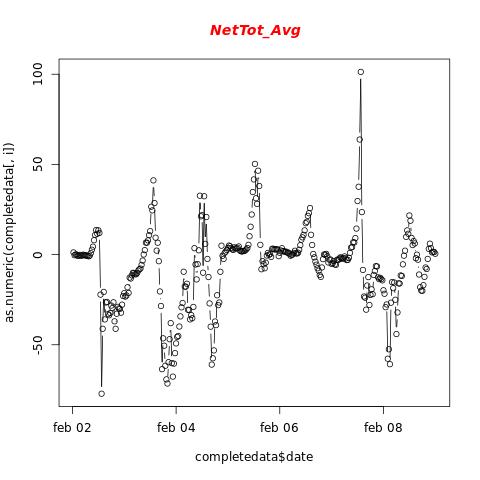 NetTot_Avg
as.numeric(completedata[, i])
100
50
0
-50
feb 02
feb 04
feb 06
feb 08
completedata$date